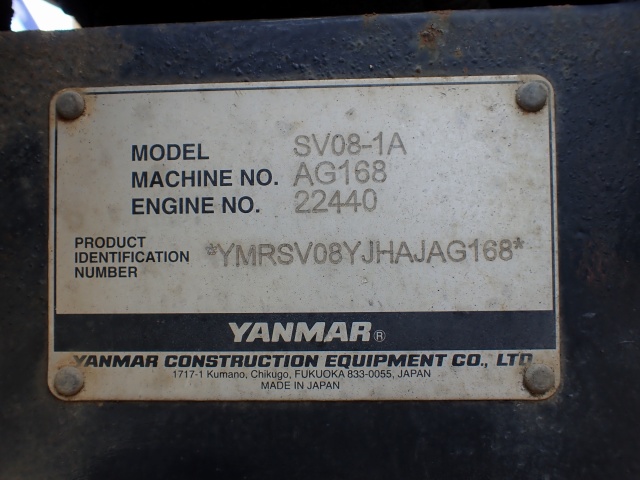 MODEL SV08-1A
MACHINE NO. AG168
ENGINE NO. 22440
PRODUCT
IDENTIFICATION
NUMBER
*YMRSV08YJHAJAG168*
YANMAR®
YANMAR CONSTRUCTION EQUIPMENT CO., LTD.
1717-1 Kumano, Chikugo, FUKUOKA 833-0055, JAPAN
MADE IN JAPAN